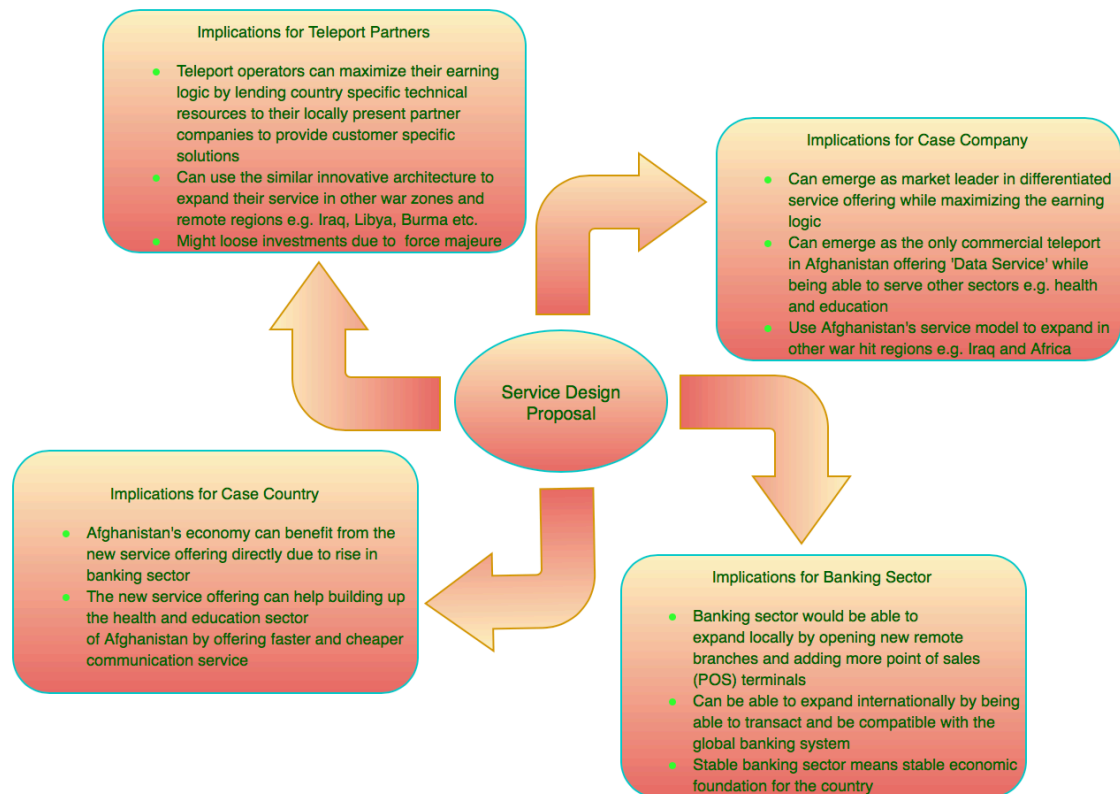 Implications for Teleport Partners
Teleport operators can maximize their earning
logic by lending country specific technical
resources to their locally present partner
companies to provide customer specific
solutions
Can use the similar innovative architecture to
expand their service in other war zones and
remote regions e.g. Iraq, Libya, Burma etc.
Might loose investments due to force majeure
Implications for Case Company
Can emerge as market leader in differentiated
service offering while maximizing the earning
logic
Can emerge as the only commercial teleport
in Afghanistan offering 'Data Service' while
being able to serve other sectors e.g. health
and education
Use Afghanistan's service model to expand in
other war hit regions e.g. Iraq and Africa
Service Design
Proposal
Implications for Case Country
Afghanistan's economy can benefit from the
new service offering directly due to rise in
banking sector
The new service offering can help building up
the health and education sector
of Afghanistan by offering faster and cheaper
communication service
Implications for Banking Sector
Banking sector would be able to
expand locally by opening new remote
branches and adding more point of sales
(POS) terminals
Can be able to expand internationally by being
able to transact and be compatible with the
global banking system
Stable banking sector means stable economic
foundation for the country